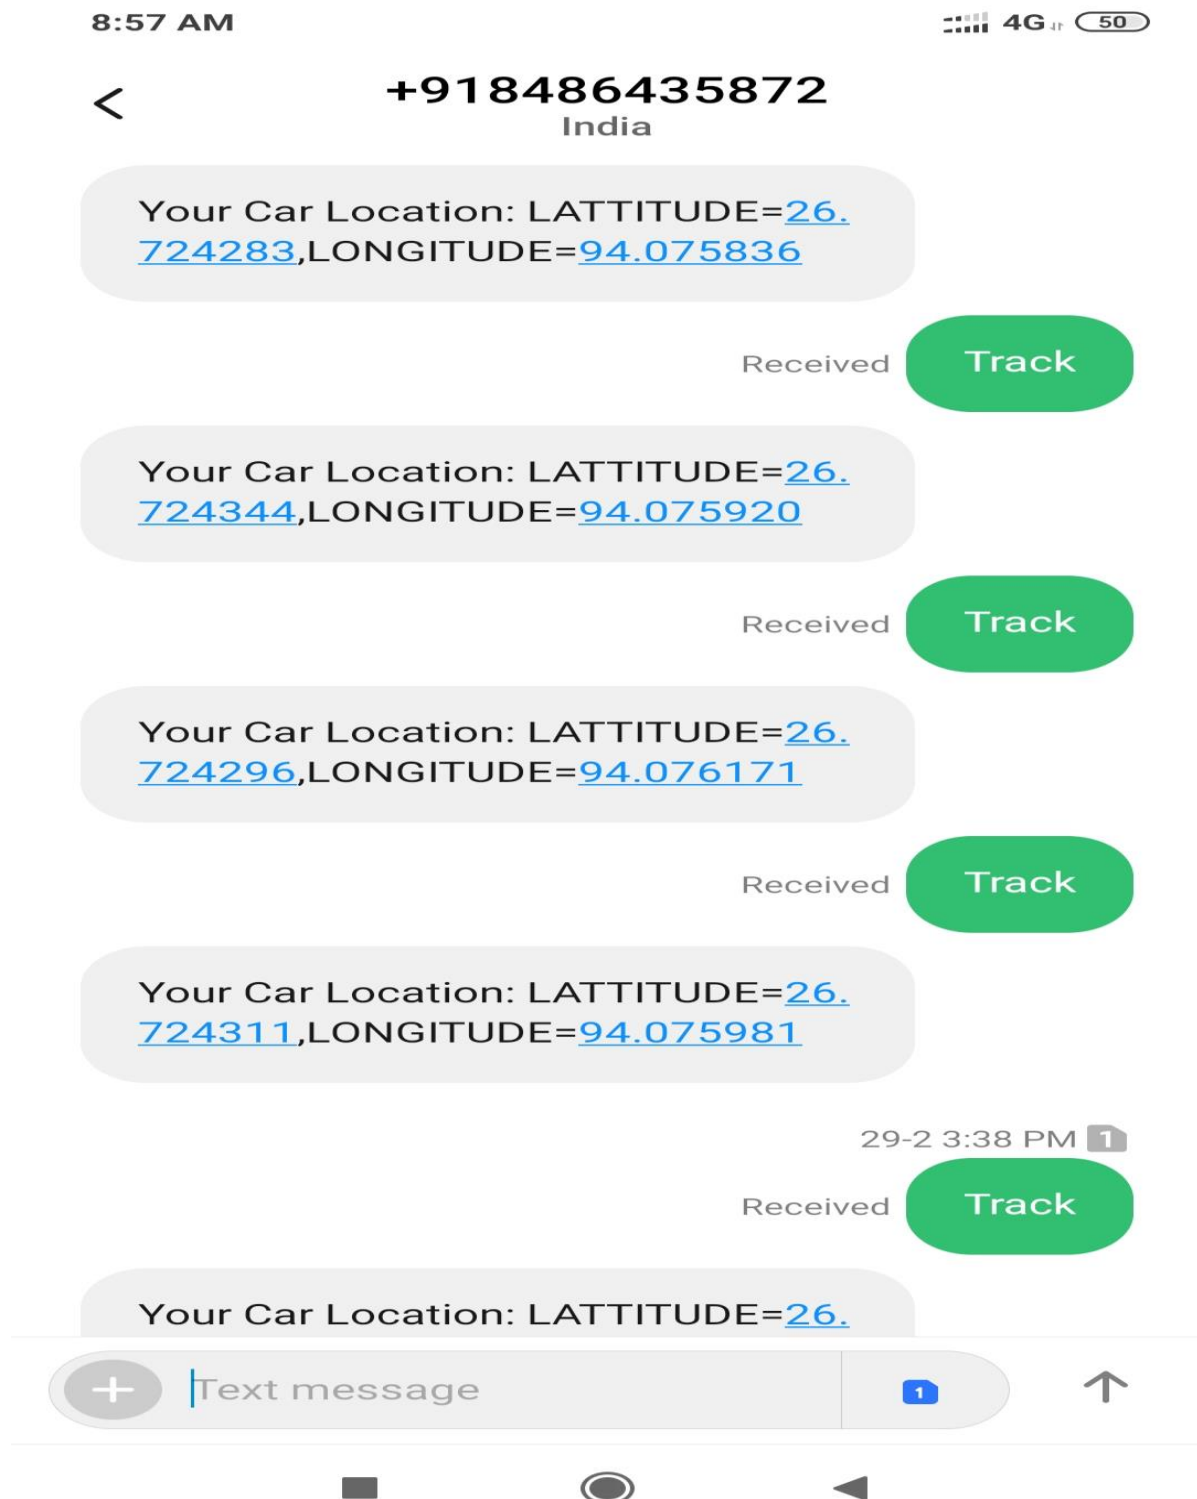 8:57 AM 4G 50
+918486435872
India
Your Car Location: LATTITUDE=26.
724283,LONGITUDE=94.075836
Received Track
Your Car Location: LATTITUDE=26.
724344,LONGITUDE=94.075920
Received Track
Your Car Location: LATTITUDE=26.
724296,LONGITUDE=94.076171
Received Track
Your Car Location: LATTITUDE=26.
724311,LONGITUDE=94.075981
29-2 3:38 PM 1
Received Track
Your Car Location: LATTITUDE=26.
Text message 1